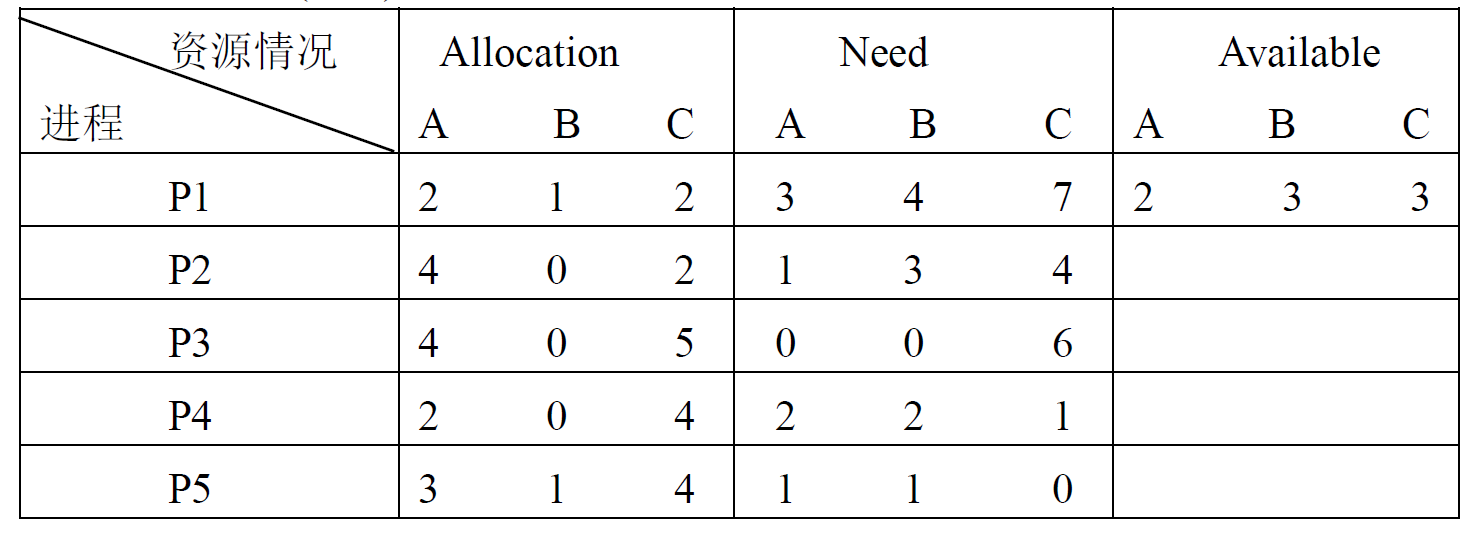 资源情况 Allocation Need Available
进程 A B C A B C A B C
P1 2 1 2 3 4 7 2 3 3
P2 4 0 2 1 3 4
P3 4 0 5 0 0 6
P4 2 0 4 2 2 1
P5 3 1 4 1 1 0